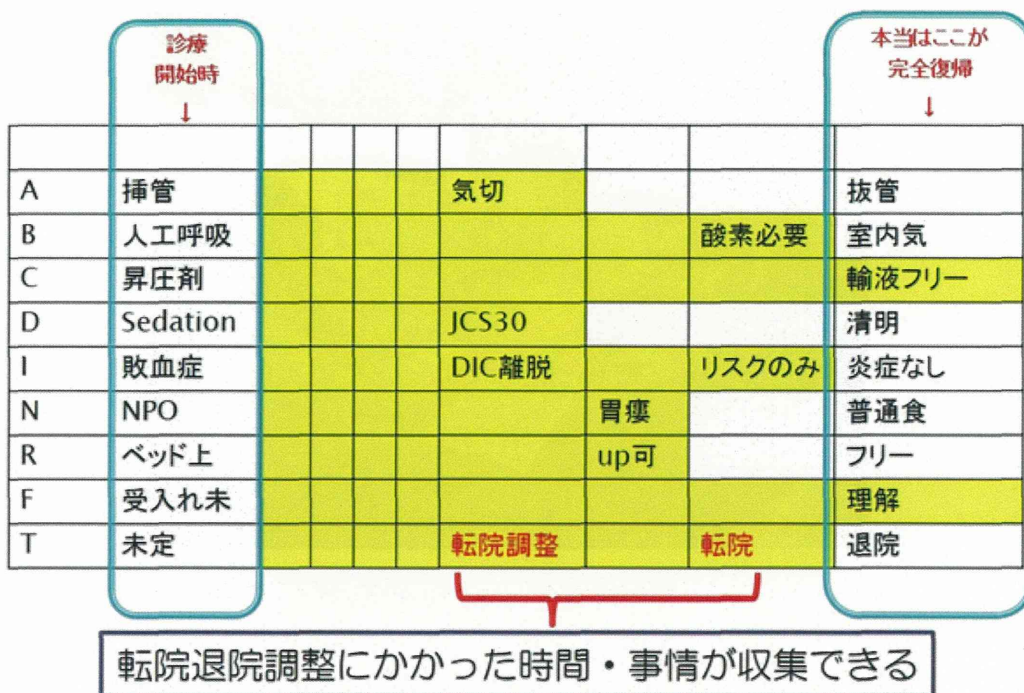 診療
開始時
↓
本当はここが
完全復帰
↓
A 挿管 気切 抜管
B 人工呼吸 酸素必要 室内気
C 昇圧剤 輸液フリー
D Sedation JCS30 清明
I 敗血症 DIC離脱 リスクのみ 炎症なし
N NPO 胃瘻 普通食
R ベッド上 up可 フリー
F 受入れ未 理解
T 未定 転院調整 転院 退院
転院退院調整にかかった時間・事情が収集できる